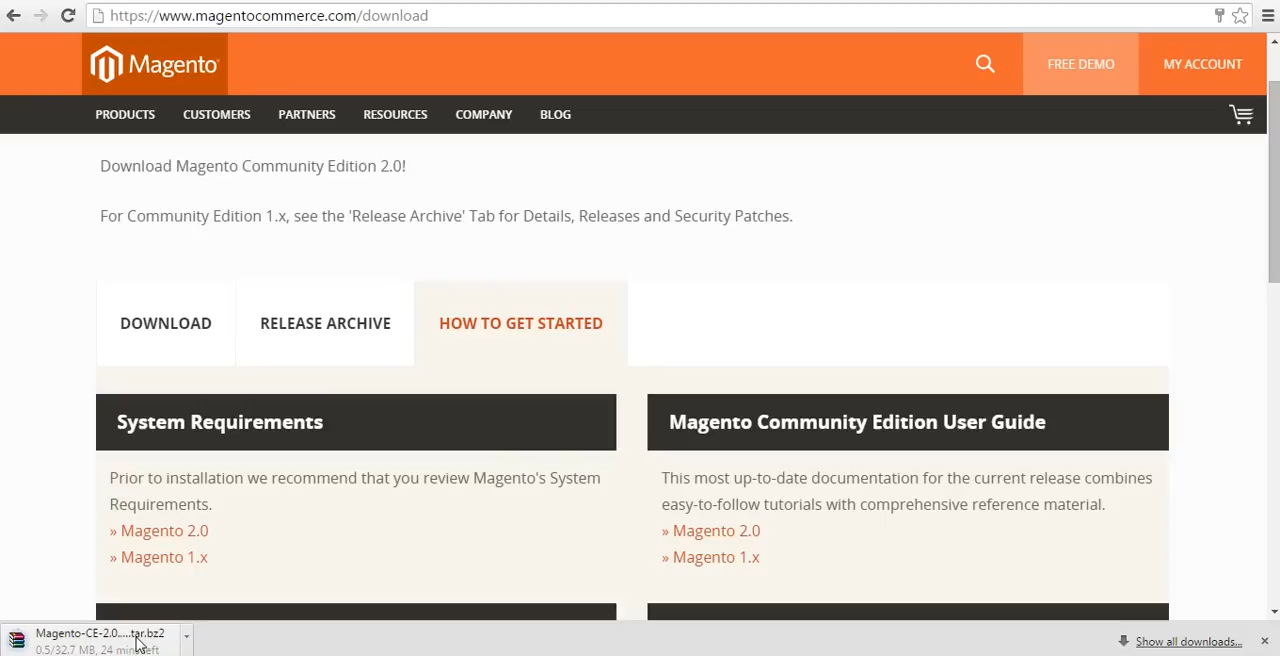 https://www.magentocommerce.com/download
Magento
FREE DEMO
MY ACCOUNT
PRODUCTS
CUSTOMERS
PARTNERS
RESOURCES
COMPANY
BLOG
Download Magento Community Edition 2.0!
For Community Edition 1.x, see the 'Release Archive' Tab for Details, Releases and Security Patches.
DOWNLOAD
RELEASE ARCHIVE
HOW TO GET STARTED
System Requirements
Prior to installation we recommend that you review Magento's System
Requirements.
» Magento 2.0
» Magento 1.x
Magento Community Edition User Guide
This most up-to-date documentation for the current release combines
easy-to-follow tutorials with comprehensive reference material.
» Magento 2.0
» Magento 1.x
Magento-CE-2.0....tar.bz2
0.5/32.7 MB, 24 mins left
Show all downloads...